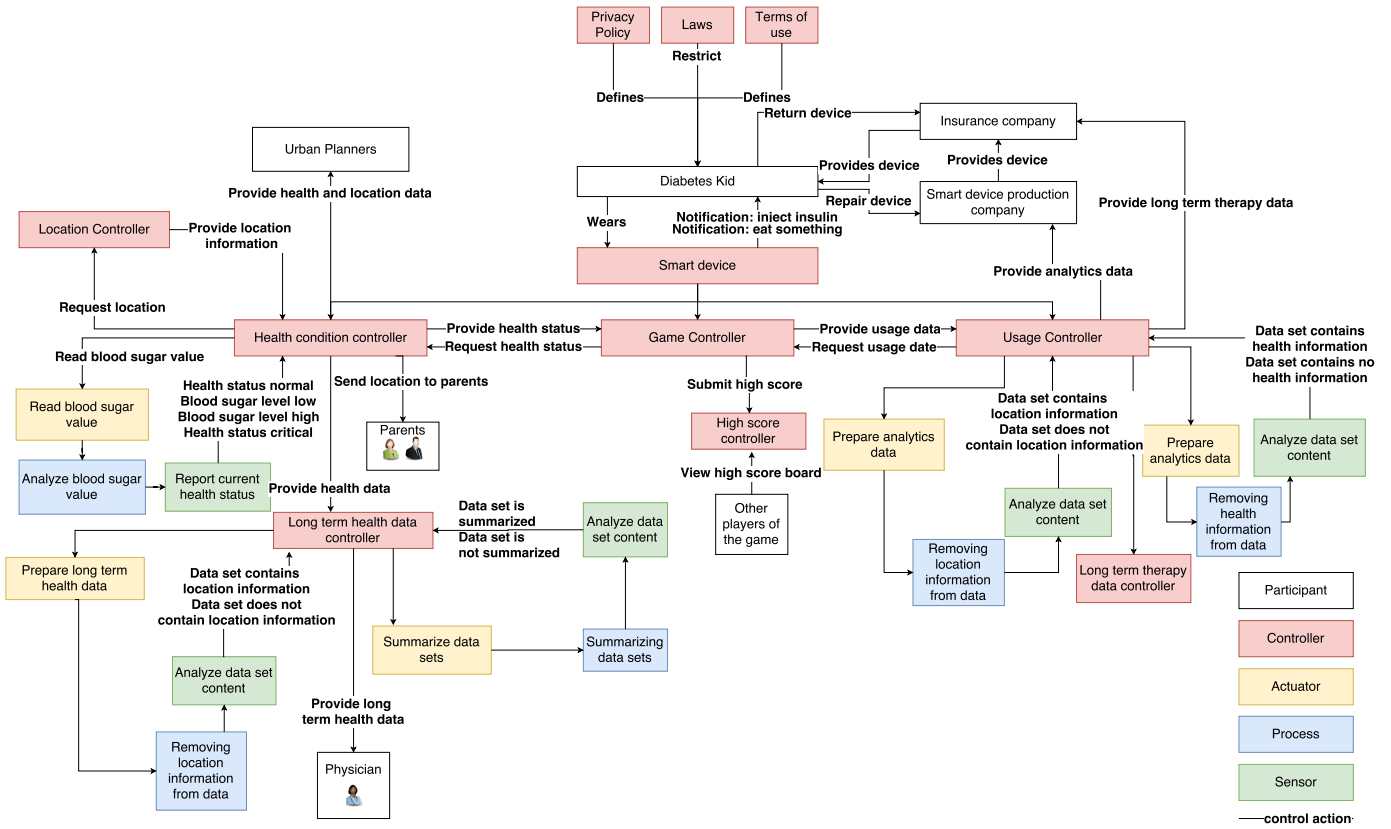 Privacy
Policy
Laws
Terms of
use
Restrict
Defines
Defines
Return device
Insurance company
Urban Planners
Provides device
Provides device
Diabetes Kid
Repair device
Smart device production
company
Provide health and location data
Provide long term therapy data
Location Controller
Provide location
information
Wears
Notification: inject insulin
Notification: eat something
Smart device
Provide analytics data
Request location
Health condition controller
Provide health status
Request health status
Game Controller
Provide usage data
Request usage date
Usage Controller
Data set contains
health information
Data set contains no
health information
Read blood sugar value
Send location to parents
Submit high score
Health status normal
Blood sugar level low
Blood sugar level high
Health status critical
Read blood sugar
value
Parents
High score
controller
Prepare analytics
data
Data set contains
location information
Data set does not
contain location information
Prepare
analytics data
Analyze data set
content
Analyze blood sugar
value
Report current
health status
View high score board
Provide health data
Other
players of
the game
Long term health data
controller
Data set is
summarized
Data set is
not summarized
Analyze data
set content
Analyze data set
content
Removing
health
information
from data
Prepare long term
health data
Data set contains
location information
Data set does not
contain location information
Removing
location
information
from data
Long term therapy
data controller
Participant
Summarize data
sets
Summarizing
data sets
Controller
Analyze data set
content
Actuator
Provide long
term health data
Removing
location
information
from data
Physician
Process
Sensor
control action